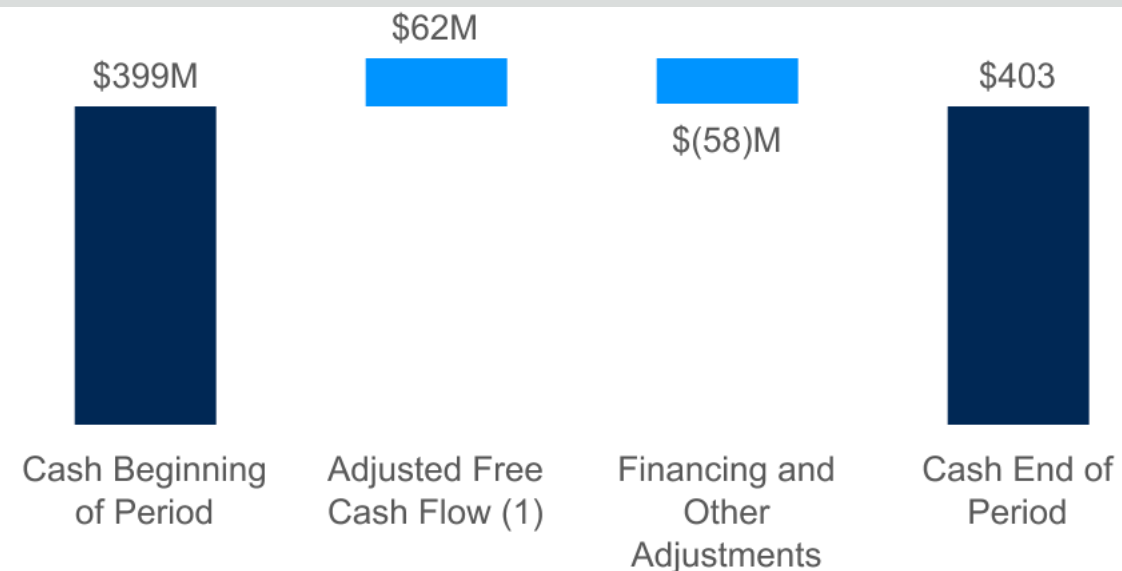 $62M
$399M
$403
$(58)M
Cash Beginning
of Period
Adjusted Free
Cash Flow (1)
Financing and
Other
Adjustments
Cash End of
Period